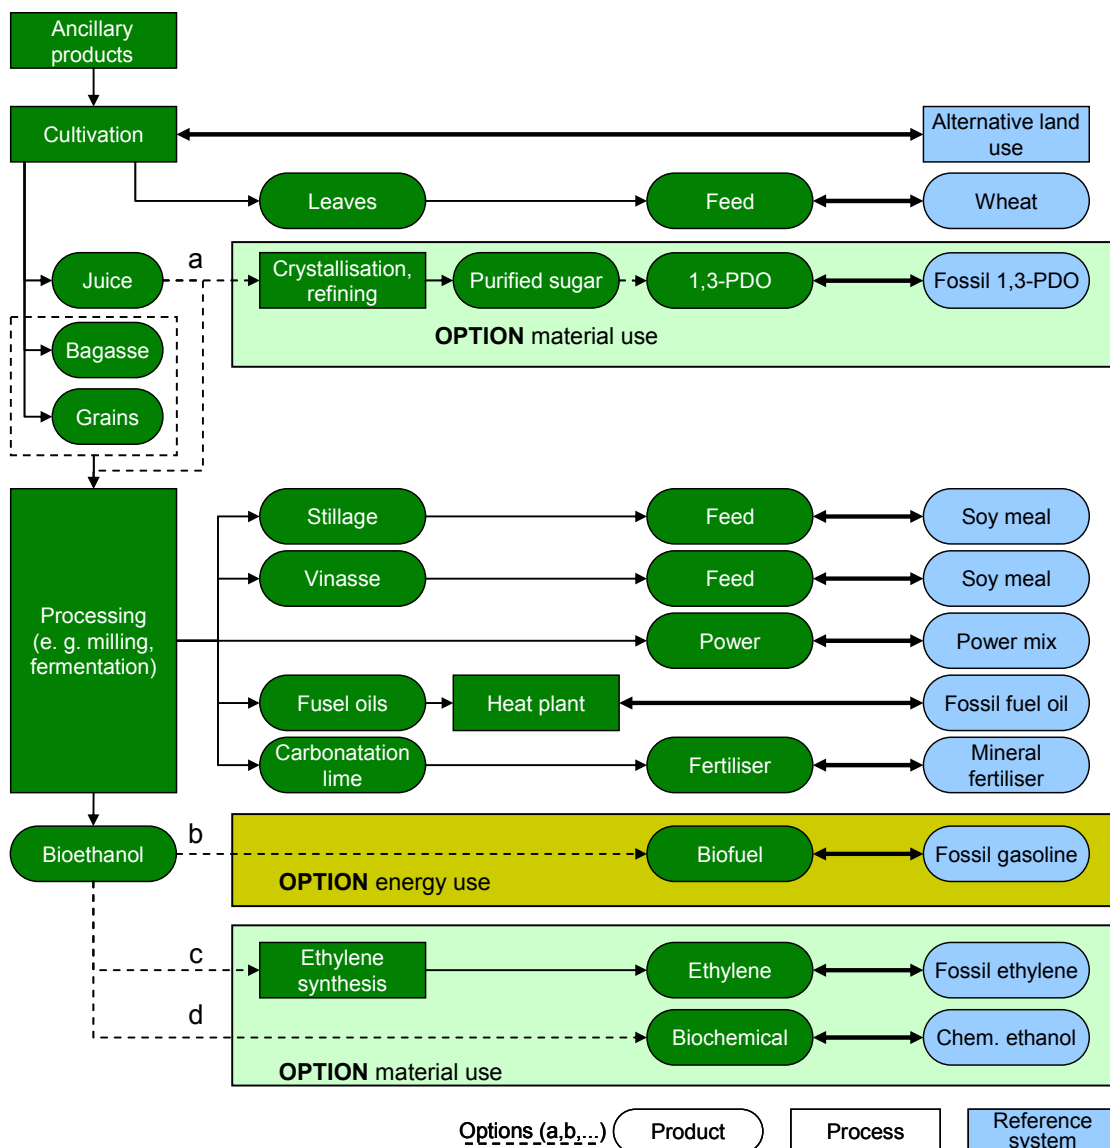 Ancillary
products
Cultivation
Alternative land
use
Leaves
Feed
Wheat
Juice
a
Crystallisation,
refining
Purified sugar
1,3-PDO
Fossil 1,3-PDO
OPTION material use
Bagasse
Grains
Stillage
Feed
Soy meal
Vinasse
Feed
Soy meal
Processing
(e. g. milling,
fermentation)
Power
Power mix
Fusel oils
Heat plant
Fossil fuel oil
Carbonatation
lime
Fertiliser
Mineral
fertiliser
Bioethanol
b
Biofuel
Fossil gasoline
OPTION energy use
c
Ethylene
synthesis
Ethylene
Fossil ethylene
d
Biochemical
Chem. ethanol
OPTION material use
Options (a,b,...)
Product
Process
Reference
system